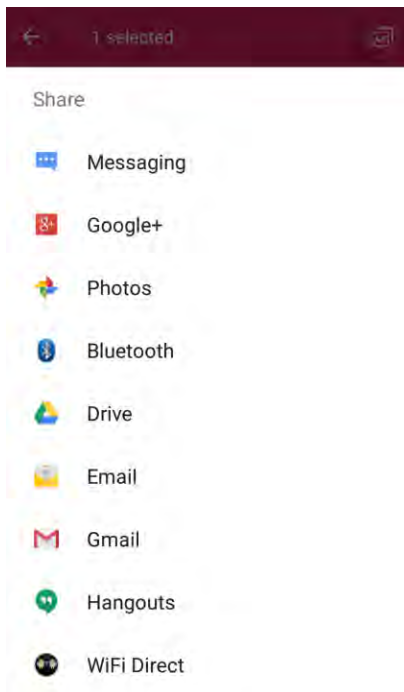 1 selected
Share
Messaging
Google+
Photos
Bluetooth
Drive
Email
Gmail
Hangouts
WiFi Direct